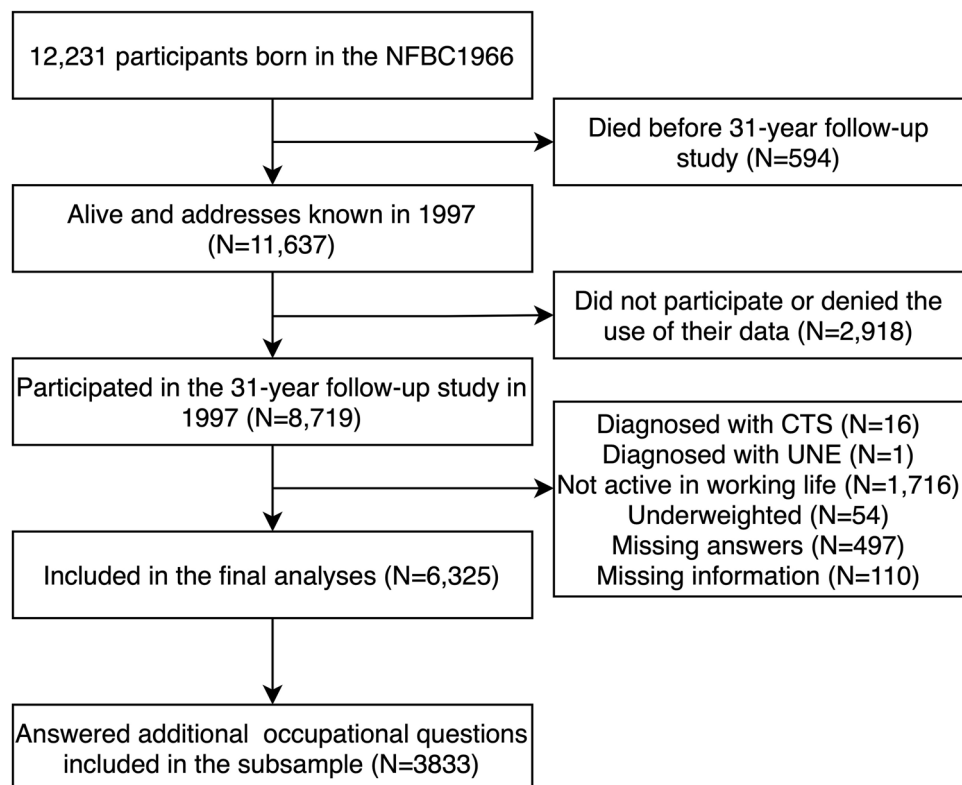 12,231 participants born in the NFBC1966
Died before 31-year follow-up
study (N=594)
Alive and addresses known in 1997
(N=11,637)
Did not participate or denied the
use of their data (N=2,918)
Participated in the 31-year follow-up study in
1997 (N=8,719)
Diagnosed with CTS (N=16)
Diagnosed with UNE (N=1)
Not active in working life (N=1,716)
Underweighted (N=54)
Missing answers (N=497)
Missing information (N=110)
Included in the final analyses (N=6,325)
Answered additional occupational questions
included in the subsample (N=3833)